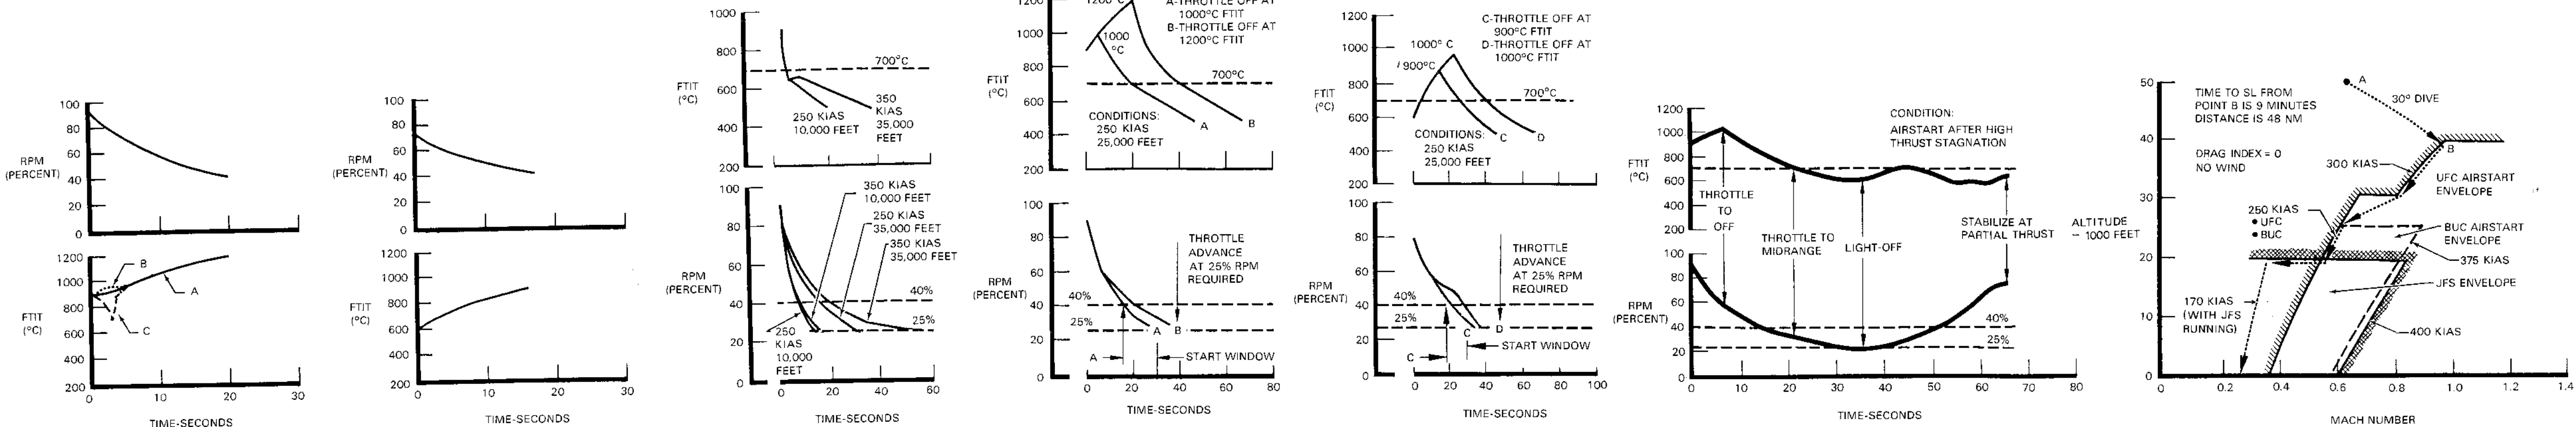 100
80
RPM
60
(PERCENT)
40
20
0
0
10
20
30
1200
B
1000
A
FTIT
(°C)
800
C
600
400
200
0
10
20
30
TIME-SECONDS
100
80
RPM
60
(PERCENT)
40
20
0
0
10
20
30
1200
1000
800
600
400
200
0
10
20
30
TIME-SECONDS
1000
800
700°C
FTIT
(°C)
600
350
KIAS
35,000
FEET
250 KIAS
10,000 FEET
400
200
100
350 KIAS
10,000 FEET
80
250 KIAS
35,000 FEET
350 KIAS
35,000 FEET
60
RPM
(PERCENT)
40
40%
25%
20
250
KIAS
10,000
FEET
0
0
20
40
60
TIME-SECONDS
1200
1200°C
A-THROTTLE OFF AT
1000°C FTIT
B-THROTTLE OFF AT
1200°C FTIT
1000
1000
°C
800
FTIT
(°C)
700°C
600
CONDITIONS:
250 KIAS
25,000 FEET
A
B
400
200
100
80
THROTTLE
ADVANCE
AT 25% RPM
REQUIRED
60
RPM
(PERCENT)
40
40%
25%
20
A
B
A
START WINDOW
0
0
20
40
60
80
TIME-SECONDS
1200
C-THROTTLE OFF AT
900°C FTIT
D-THROTTLE OFF AT
1000°C FTIT
1000
1000° C
900°C
800
FTIT
(°C)
700°C
600
CONDITIONS:
250 KIAS
25,000 FEET
C
D
400
200
100
80
THROTTLE
ADVANCE
AT 25% RPM
REQUIRED
60
RPM
(PERCENT)
40
40%
25%
20
C
D
C
START WINDOW
0
0
20
40
60
80
100
TIME-SECONDS
1200
1000
FTIT
800
(°C)
600
400
200
CONDITION:
AIRSTART AFTER HIGH
THRUST STAGNATION
THROTTLE
TO
OFF
THROTTLE TO
MIDRANGE
LIGHT-OFF
STABILIZE AT
PARTIAL THRUST
100
80
RPM
60
(PERCENT)
40
40%
20
25%
0
0
10
20
30
40
50
60
70
80
TIME-SECONDS
50
A
TIME TO SL FROM
POINT B IS 9 MINUTES
DISTANCE IS 48 NM
30° DIVE
40
B
DRAG INDEX = 0
NO WIND
300 KIAS
UFC AIRSTART
ENVELOPE
30
250 KIAS
● UFC
● BUC
ALTITUDE
– 1000 FEET
BUC AIRSTART
ENVELOPE
375 KIAS
20
JFS ENVELOPE
170 KIAS
(WITH JFS
RUNNING)
10
400 KIAS
0
0
0.2
0.4
0.6
0.8
1.0
1.2
1.4
MACH NUMBER